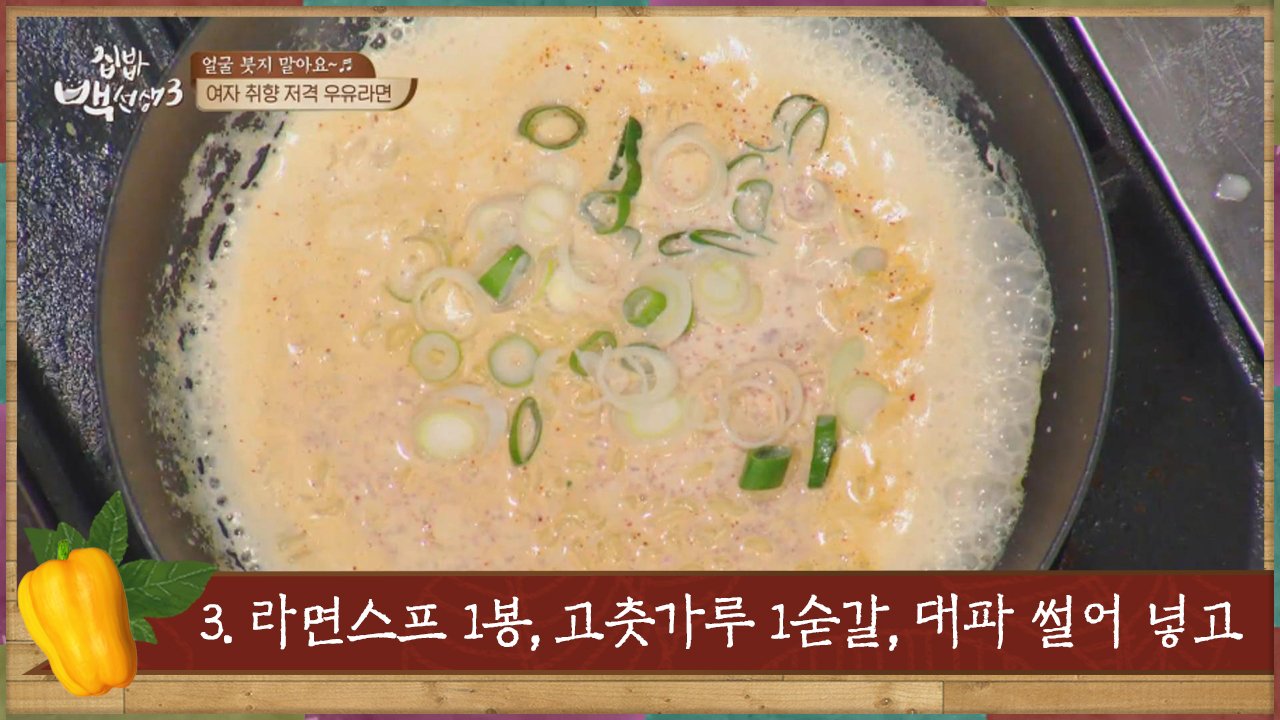 집밥
백선생3
얼굴 붓지 말아요~♬
여자 취향 저격 우유라면
3. 라면스프 1봉, 고춧가루 1숟갈, 대파 썰어 넣고